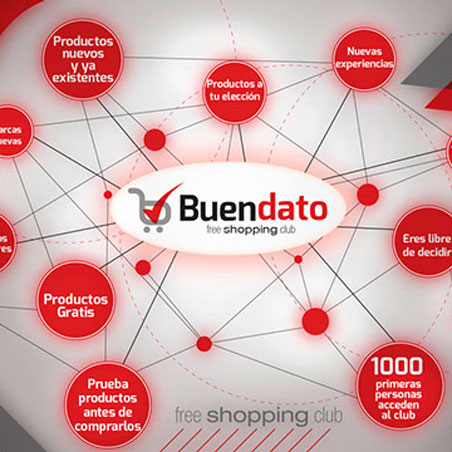 Productos
nuevos
y ya
existentes
Nuevas
experiencias
Productos a
tu elección
Buendato
free shopping club
Eres libre
de decidir
Productos
Gratis
1000
primeras
personas
acceden
al club
Prueba
productos
antes de
comprarlos
free shopping club